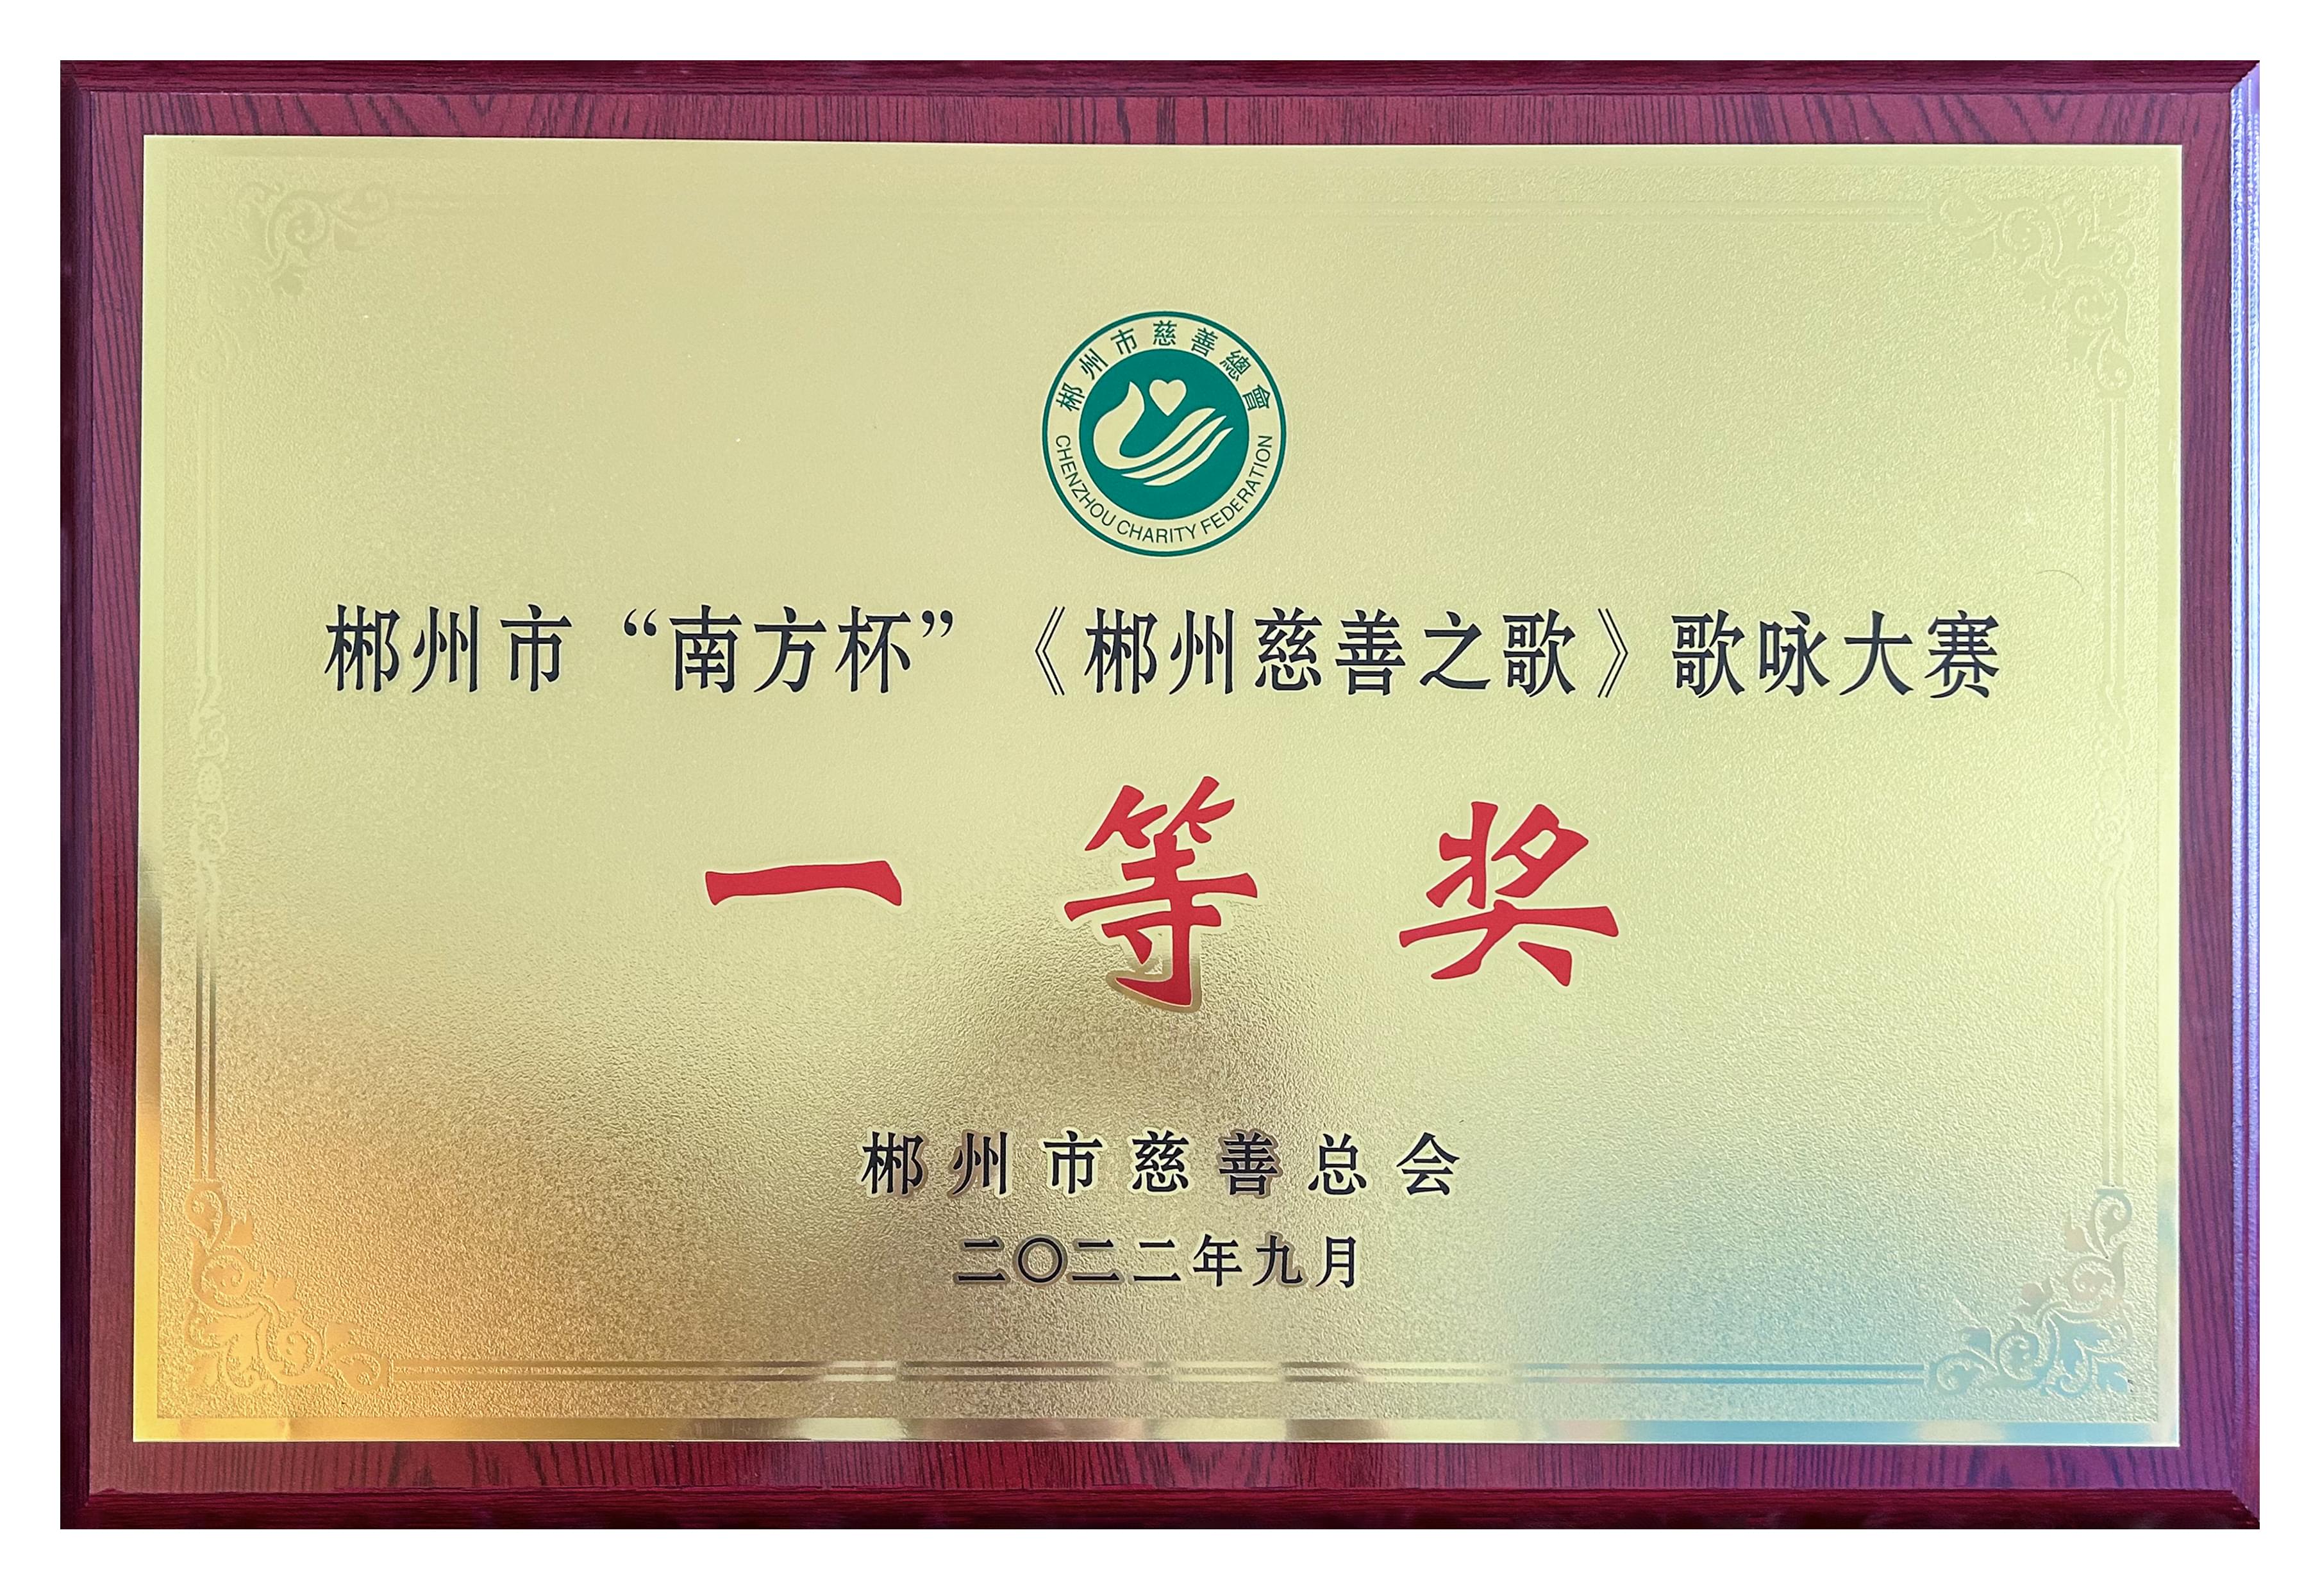 郴州市慈善總會
CHENZHOU CHARITY FEDERATION
郴州市“南方杯”《郴州慈善之歌》歌咏大赛
一等奖
郴州市慈善总会
二〇二二年九月